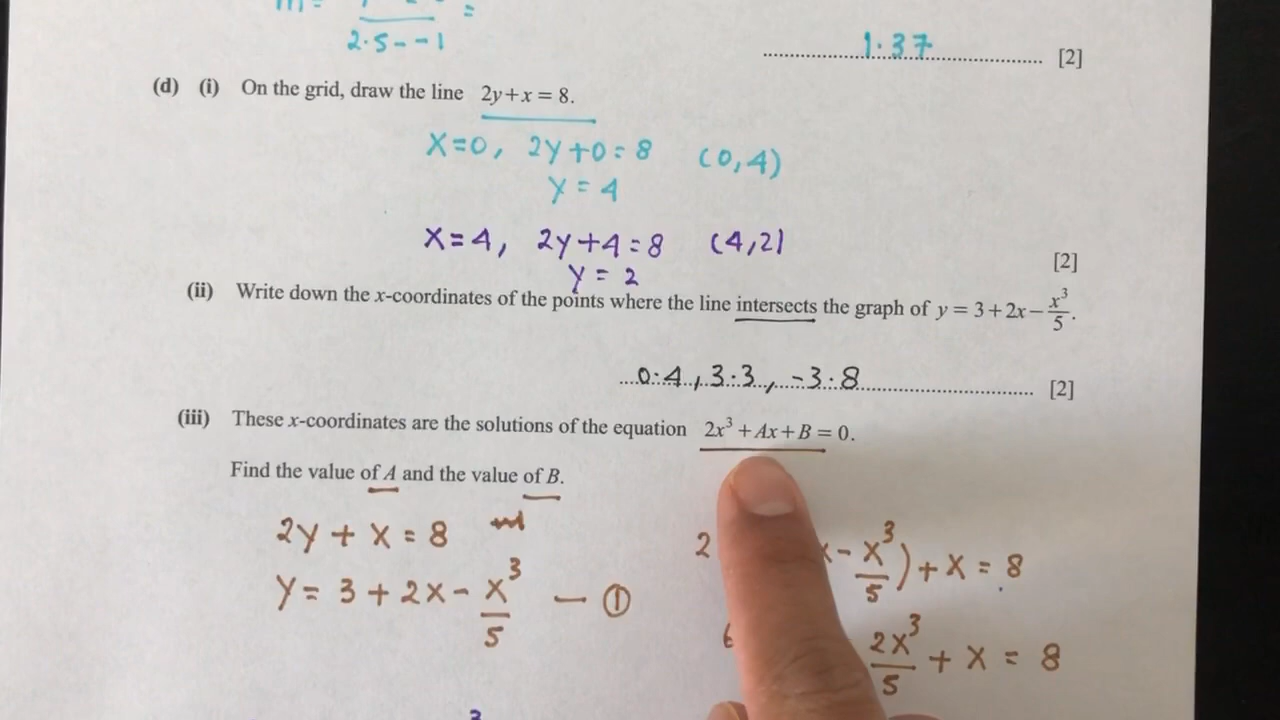 2·5 - -1 =
1·37 [2]
(d) (i) On the grid, draw the line 2y+x = 8.
x=0, 2y+0=8 (0,4)
y = 4
x=4, 2y+4=8 (4,2)
y = 2
[2]
(ii) Write down the x-coordinates of the points where the line intersects the graph of y = 3+2x−x³/5.
0·4, 3·3, -3·8 [2]
(iii) These x-coordinates are the solutions of the equation 2x³+Ax+B = 0.
Find the value of A and the value of B.
2y + x = 8
y = 3 + 2x - x³/5 — ①
2 x - x³/5) + x = 8
6 2x³/5 + x = 8